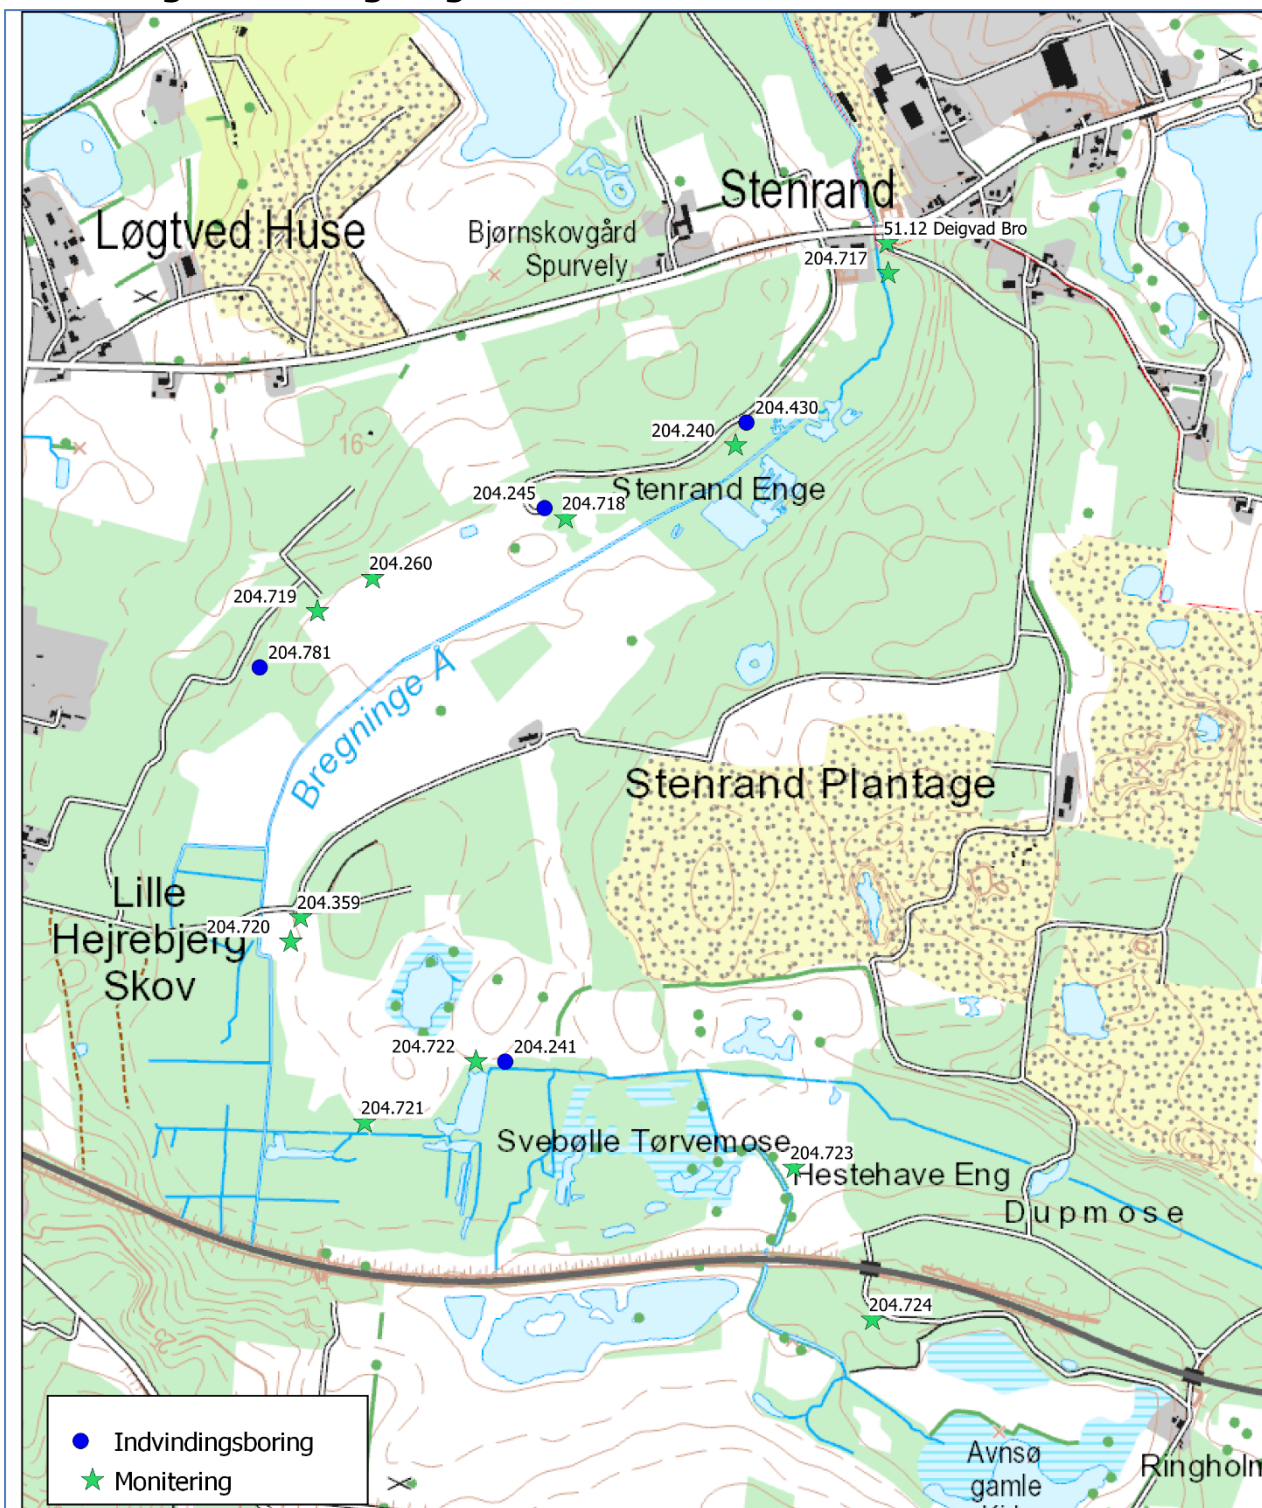 Stenrand
Løgtved Huse
Bjørnskovgård
Spurvely
51.12 Deigvad Bro
204.717
16
204.430
204.240
204.245
204.718
Stenrand Enge
204.260
204.719
204.781
Bregninge Å
Stenrand Plantage
Lille
Hejrebjerg
Skov
204.359
204.720
204.722
204.241
204.721
Svebølle Tørvemose
204.723
Hestehave Eng
Dupmose
204.724
Avnsø
gamle
Ringholm
Indvindingsboring
Monitering